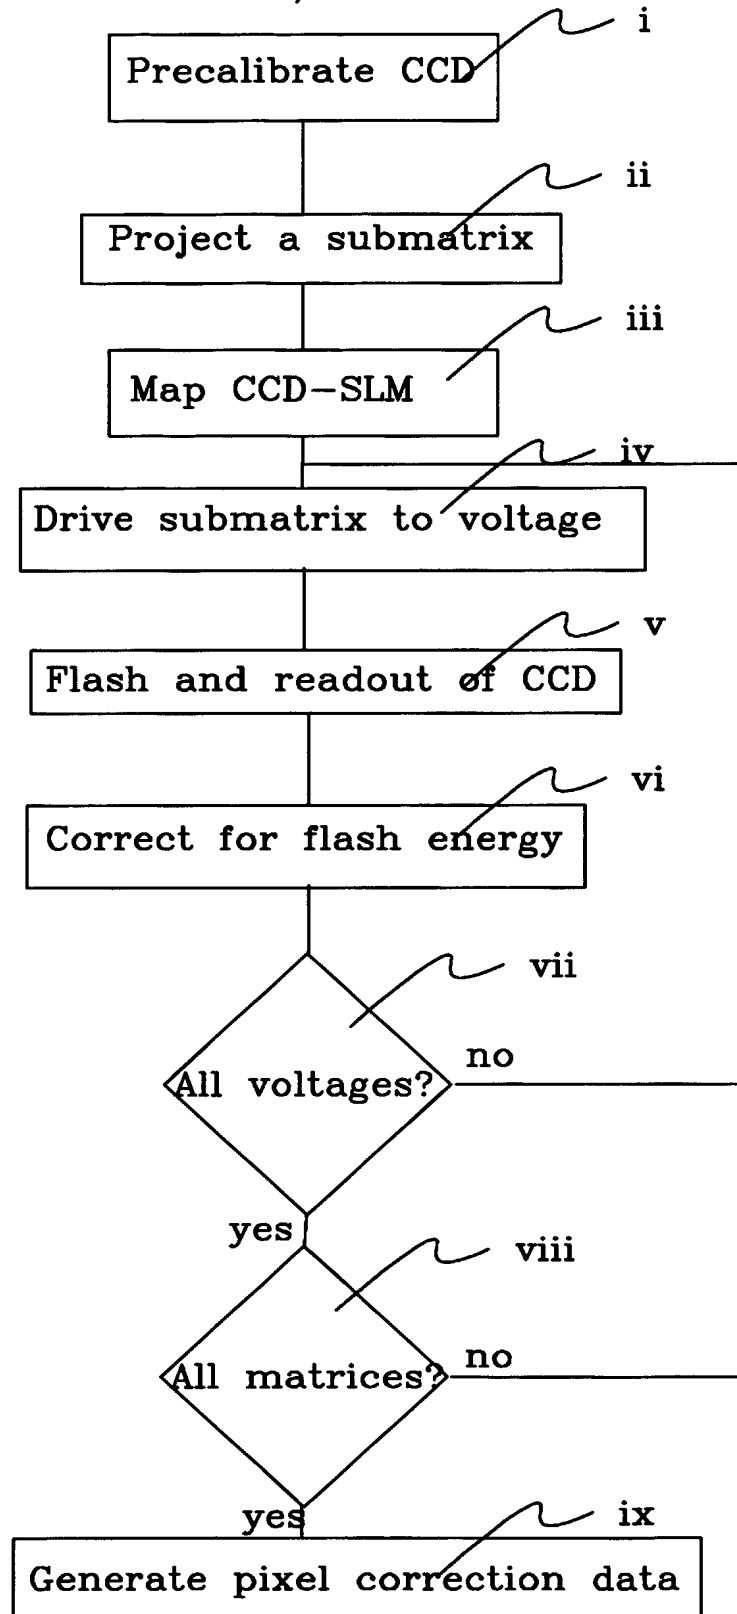 i
Precalibrate CCD
ii
Project a submatrix
iii
Map CCD-SLM
iv
Drive submatrix to voltage
v
Flash and readout of CCD
vi
Correct for flash energy
vii
no
All voltages?
yes
viii
no
All matrices?
yes
ix
Generate pixel correction data